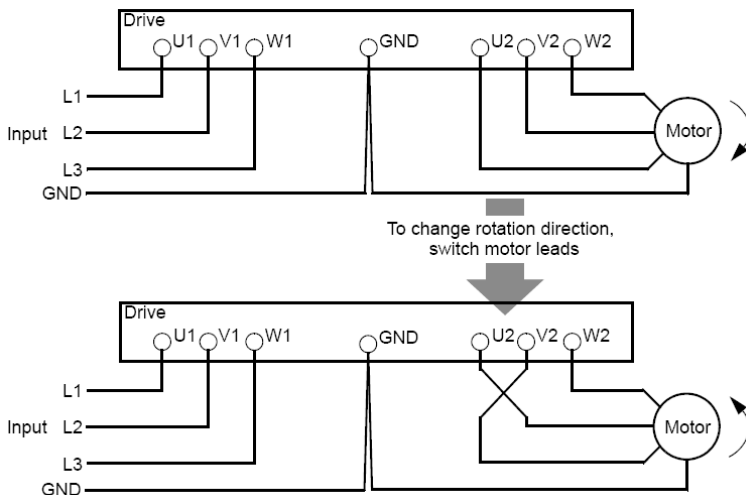 Drive
U1 V1 W1 GND U2 V2 W2
L1
Input L2 Motor
L3
GND
To change rotation direction,
switch motor leads
Drive
U1 V1 W1 GND U2 V2 W2
L1
Input L2 Motor
L3
GND